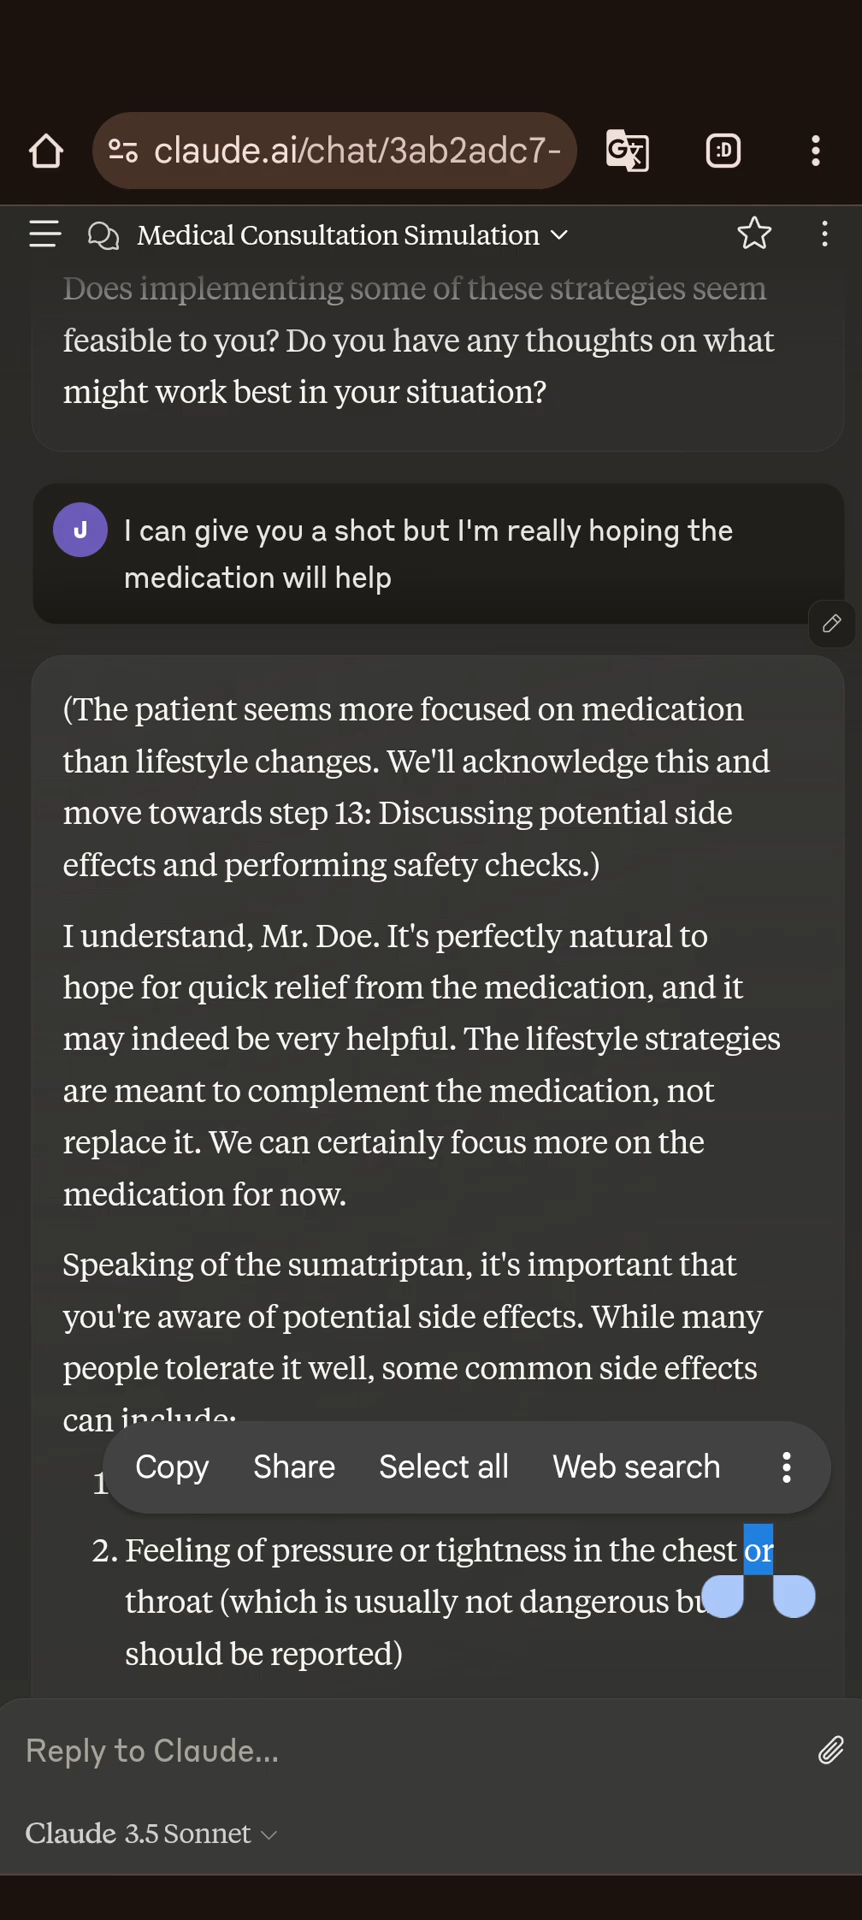 claude.ai/chat/3ab2adc7-
G文
:D
Medical Consultation Simulation
Does implementing some of these strategies seem
feasible to you? Do you have any thoughts on what
might work best in your situation?
J
I can give you a shot but I'm really hoping the
medication will help
(The patient seems more focused on medication
than lifestyle changes. We'll acknowledge this and
move towards step 13: Discussing potential side
effects and performing safety checks.)
I understand, Mr. Doe. It's perfectly natural to
hope for quick relief from the medication, and it
may indeed be very helpful. The lifestyle strategies
are meant to complement the medication, not
replace it. We can certainly focus more on the
medication for now.
Speaking of the sumatriptan, it's important that
you're aware of potential side effects. While many
people tolerate it well, some common side effects
can include:
Copy Share Select all Web search
1
2. Feeling of pressure or tightness in the chest or
throat (which is usually not dangerous bu
should be reported)
Reply to Claude...
Claude 3.5 Sonnet